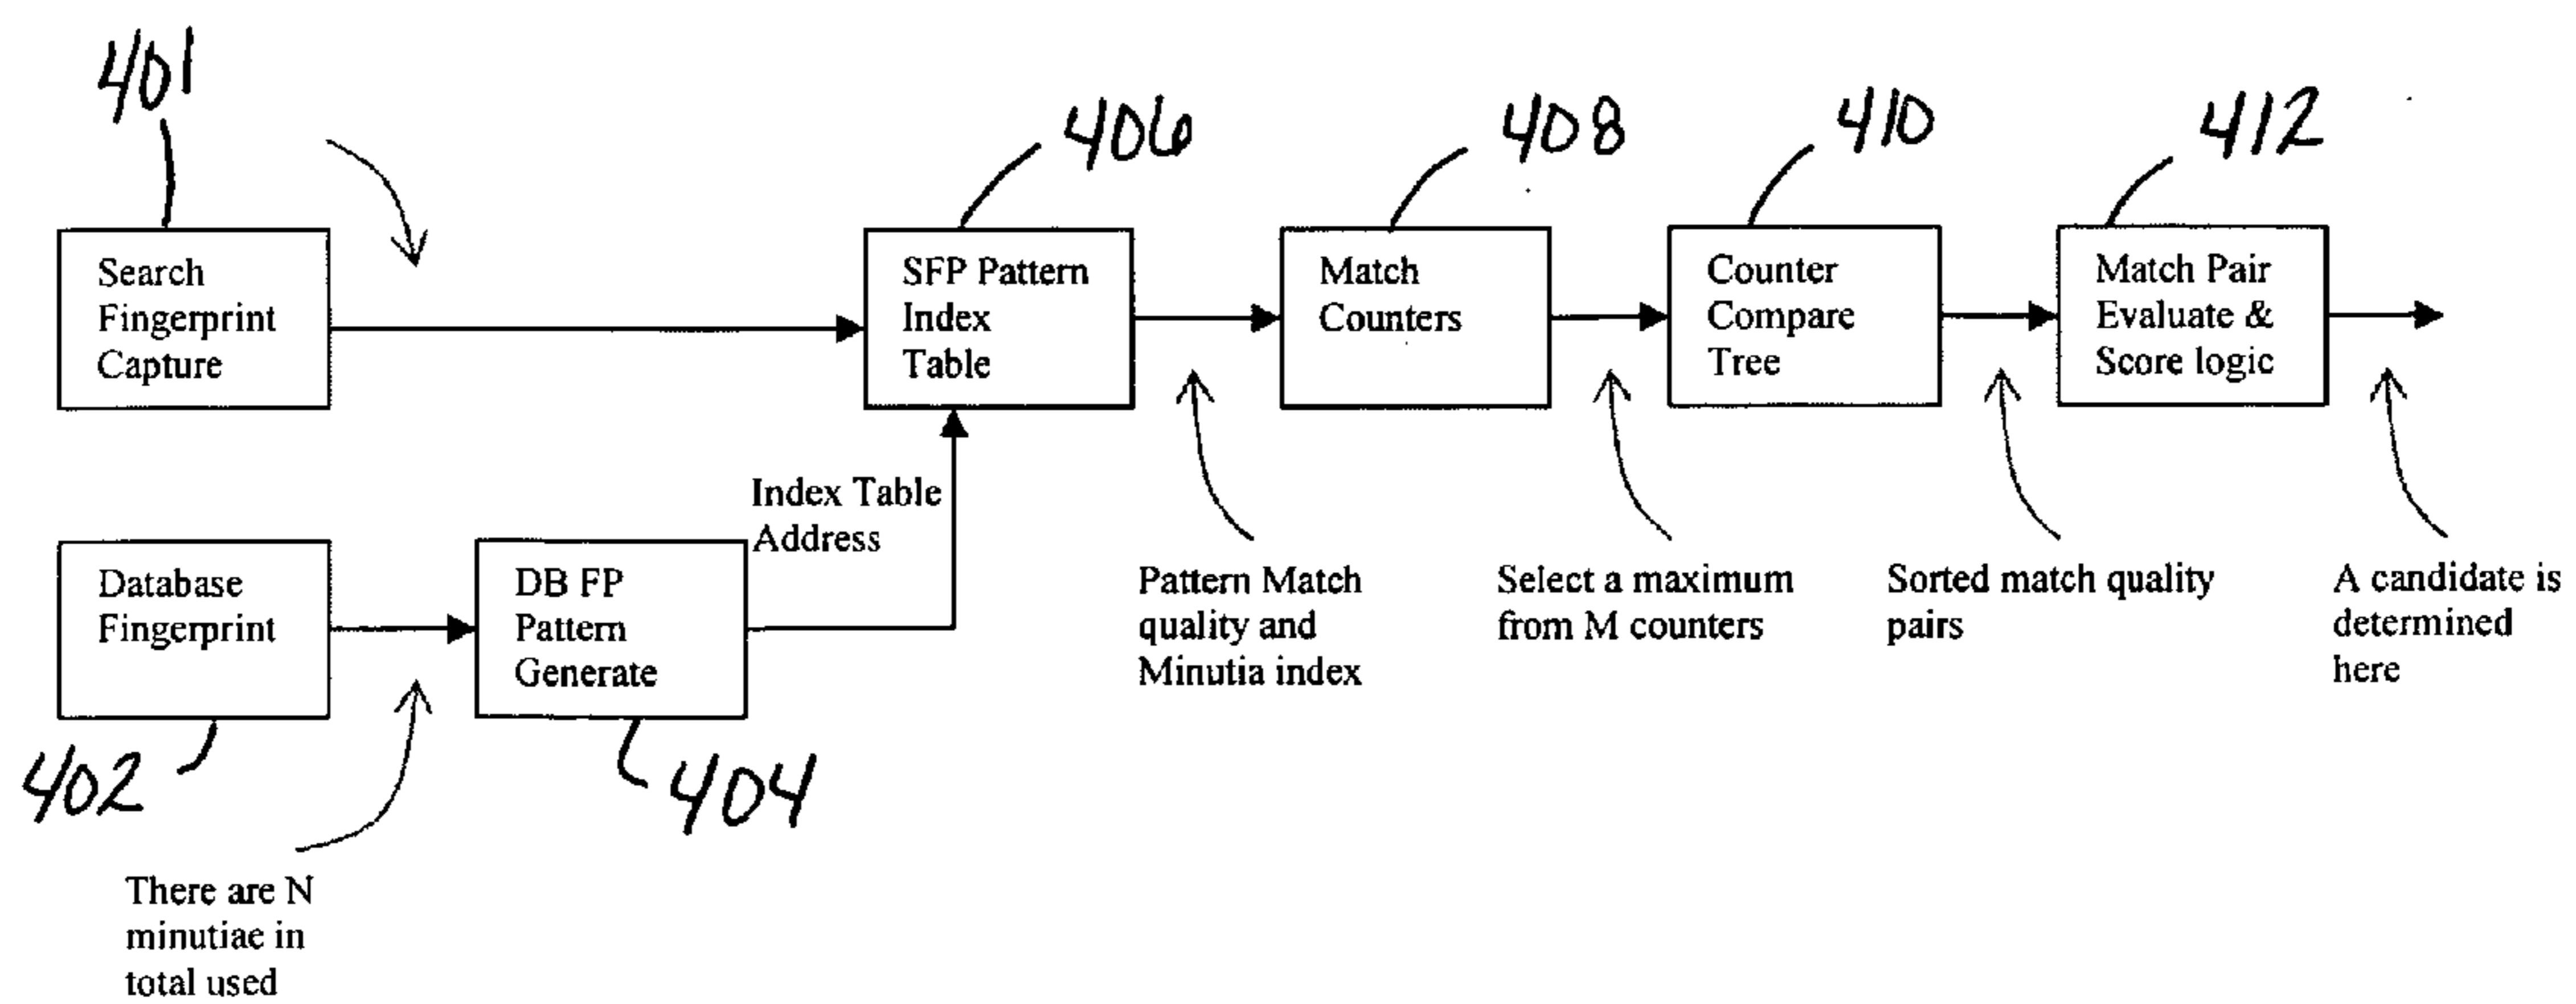 401
406
408
410
412
Search
Fingerprint
Capture
SFP Pattern
Index
Table
Match
Counters
Counter
Compare
Tree
Match Pair
Evaluate &
Score logic
Index Table
Address
Database
Fingerprint
DB FP
Pattern
Generate
Pattern Match
quality and
Minutia index
Select a maximum
from M counters
Sorted match quality
pairs
A candidate is
determined
here
402
404
There are N
minutiae in
total used